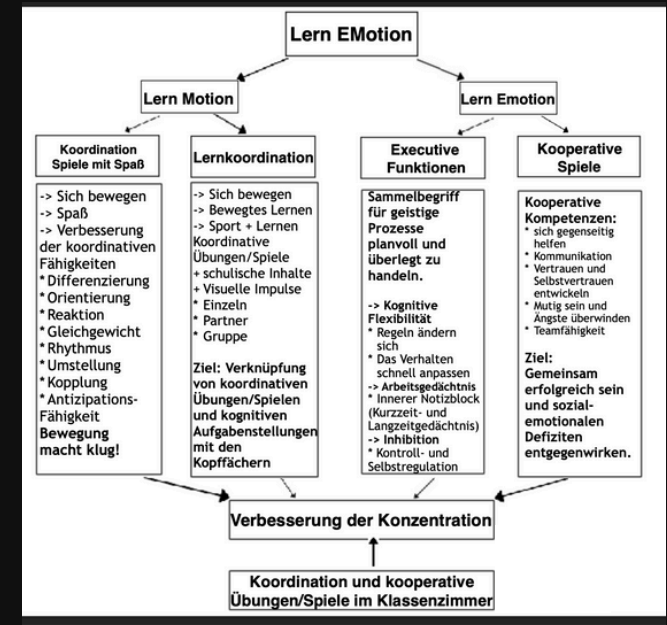 Lern EMotion
Lern Motion
Lern Emotion
Koordination
Spiele mit Spaß
Lernkoordination
Executive
Funktionen
Kooperative
Spiele
-> Sich bewegen
-> Spaß
-> Verbesserung
der koordinativen
Fähigkeiten
* Differenzierung
* Orientierung
* Reaktion
* Gleichgewicht
* Rhythmus
* Umstellung
* Kopplung
* Antizipations-
Fähigkeit
Bewegung
macht klug!
-> Sich bewegen
-> Bewegtes Lernen
-> Sport + Lernen
Koordinative
Übungen/Spiele
+ schulische Inhalte
+ Visuelle Impulse
* Einzeln
* Partner
* Gruppe
Ziel: Verknüpfung
von koordinativen
Übungen/Spielen
und kognitiven
Aufgabenstellungen
mit den
Kopffächern
Sammelbegriff
für geistige
Prozesse
planvoll und
überlegt zu
handeln.
-> Kognitive
Flexibilität
* Regeln ändern
sich
* Das Verhalten
schnell anpassen
-> Arbeitsgedächtnis
* Innerer Notizblock
(Kurzzeit- und
Langzeitgedächtnis)
-> Inhibition
* Kontroll- und
Selbstregulation
Kooperative
Kompetenzen:
* sich gegenseitig
helfen
* Kommunikation
* Vertrauen und
Selbstvertrauen
entwickeln
* Mutig sein und
Ängste überwinden
* Teamfähigkeit
Ziel:
Gemeinsam
erfolgreich sein
und sozial-
emotionalen
Defiziten
entgegenwirken.
Verbesserung der Konzentration
Koordination und kooperative
Übungen/Spiele im Klassenzimmer